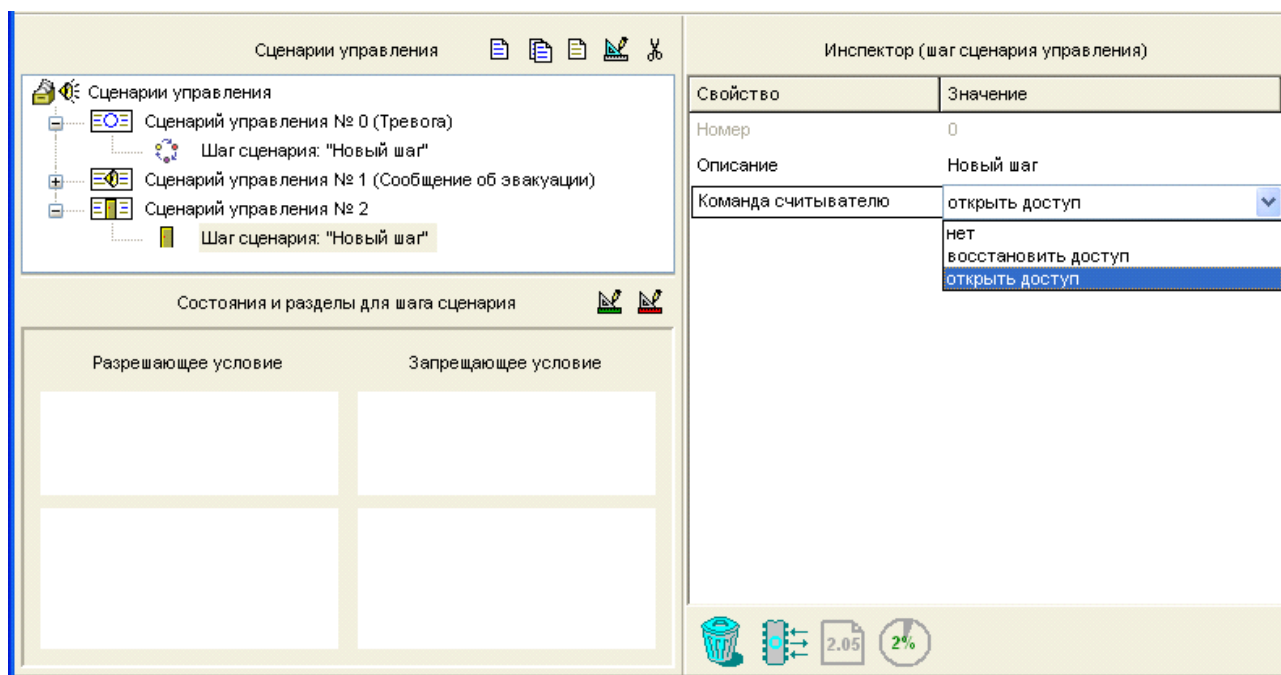 Сценарии управления
Сценарии управления
Сценарий управления № 0 (Тревога)
Шаг сценария: "Новый шаг"
Сценарий управления № 1 (Сообщение об эвакуации)
Сценарий управления № 2
Шаг сценария: "Новый шаг"
Состояния и разделы для шага сценария
Разрешающее условие Запрещающее условие
Инспектор (шаг сценария управления)
Свойство Значение
Номер 0
Описание Новый шаг
Команда считывателю открыть доступ
нет
восстановить доступ
открыть доступ
2.05 2%